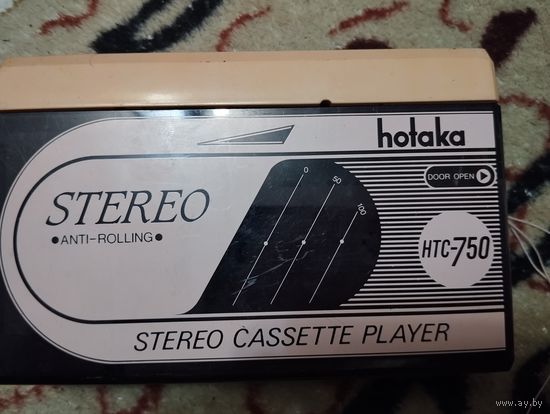 hotaka
DOOR OPEN
STEREO
•ANTI-ROLLING•
0
50
100
HTC-750
STEREO CASSETTE PLAYER
www.ay.by